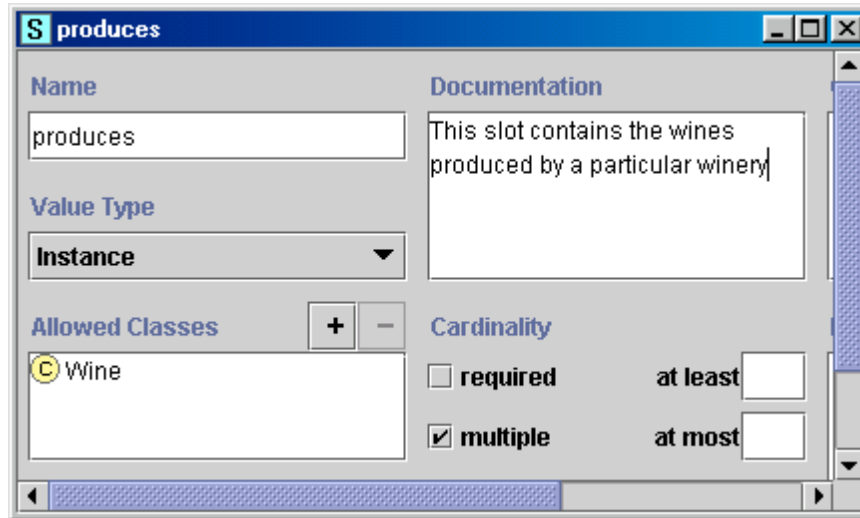 S produces
Name
produces
Value Type
Instance
Allowed Classes + −
C Wine
Documentation
This slot contains the wines
produced by a particular winery
Cardinality
required at least
multiple at most